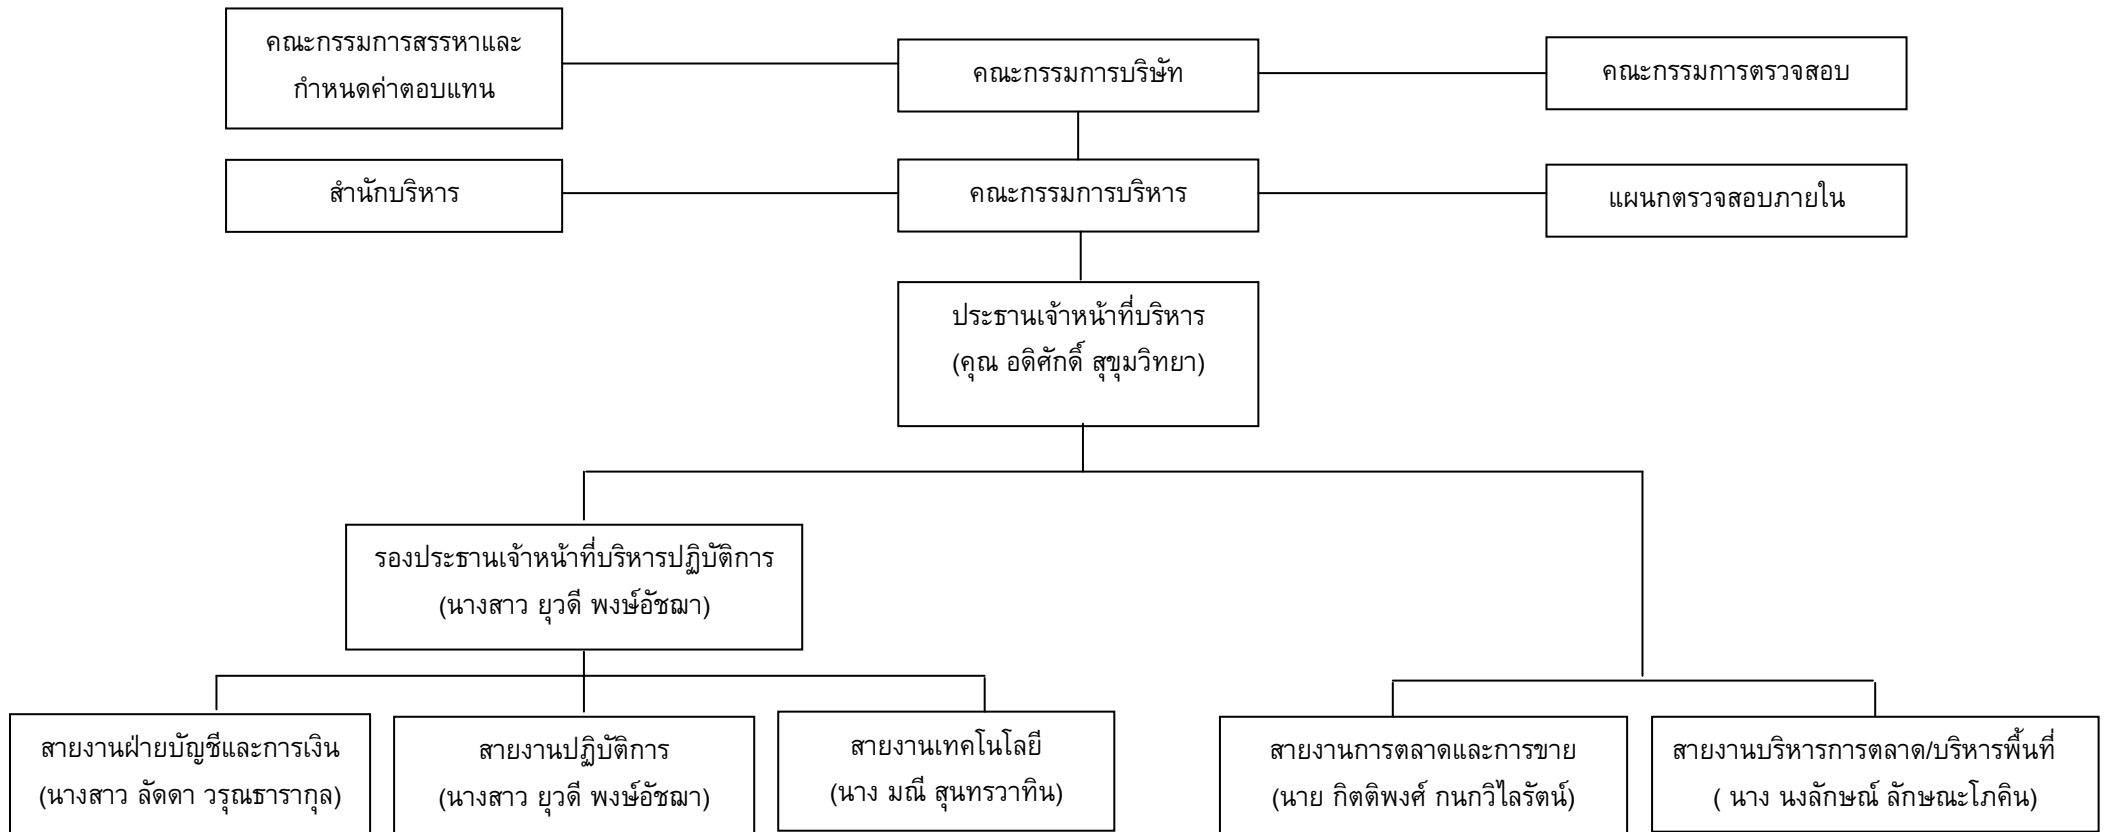 คณะกรรมการสรรหาและ
กำหนดค่าตอบแทน
คณะกรรมการบริษัท
คณะกรรมการตรวจสอบ
สำนักบริหาร
คณะกรรมการบริหาร
แผนกตรวจสอบภายใน
ประธานเจ้าหน้าที่บริหาร
(คุณ อดิศักดิ์ สุขุมวิทยา)
รองประธานเจ้าหน้าที่บริหารปฏิบัติการ
(นางสาว ยุวดี พงษ์อัชฌา)
สายงานฝ่ายบัญชีและการเงิน
(นางสาว ลัดดา วรุณธารากุล)
สายงานปฏิบัติการ
(นางสาว ยุวดี พงษ์อัชฌา)
สายงานเทคโนโลยี
(นาง มณี สุนทรวาทิน)
สายงานการตลาดและการขาย
(นาย กิตติพงศ์ กนกวิไลรัตน์)
สายงานบริหารการตลาด/บริหารพื้นที่
( นาง นงลักษณ์ ลักษณะโภคิน)